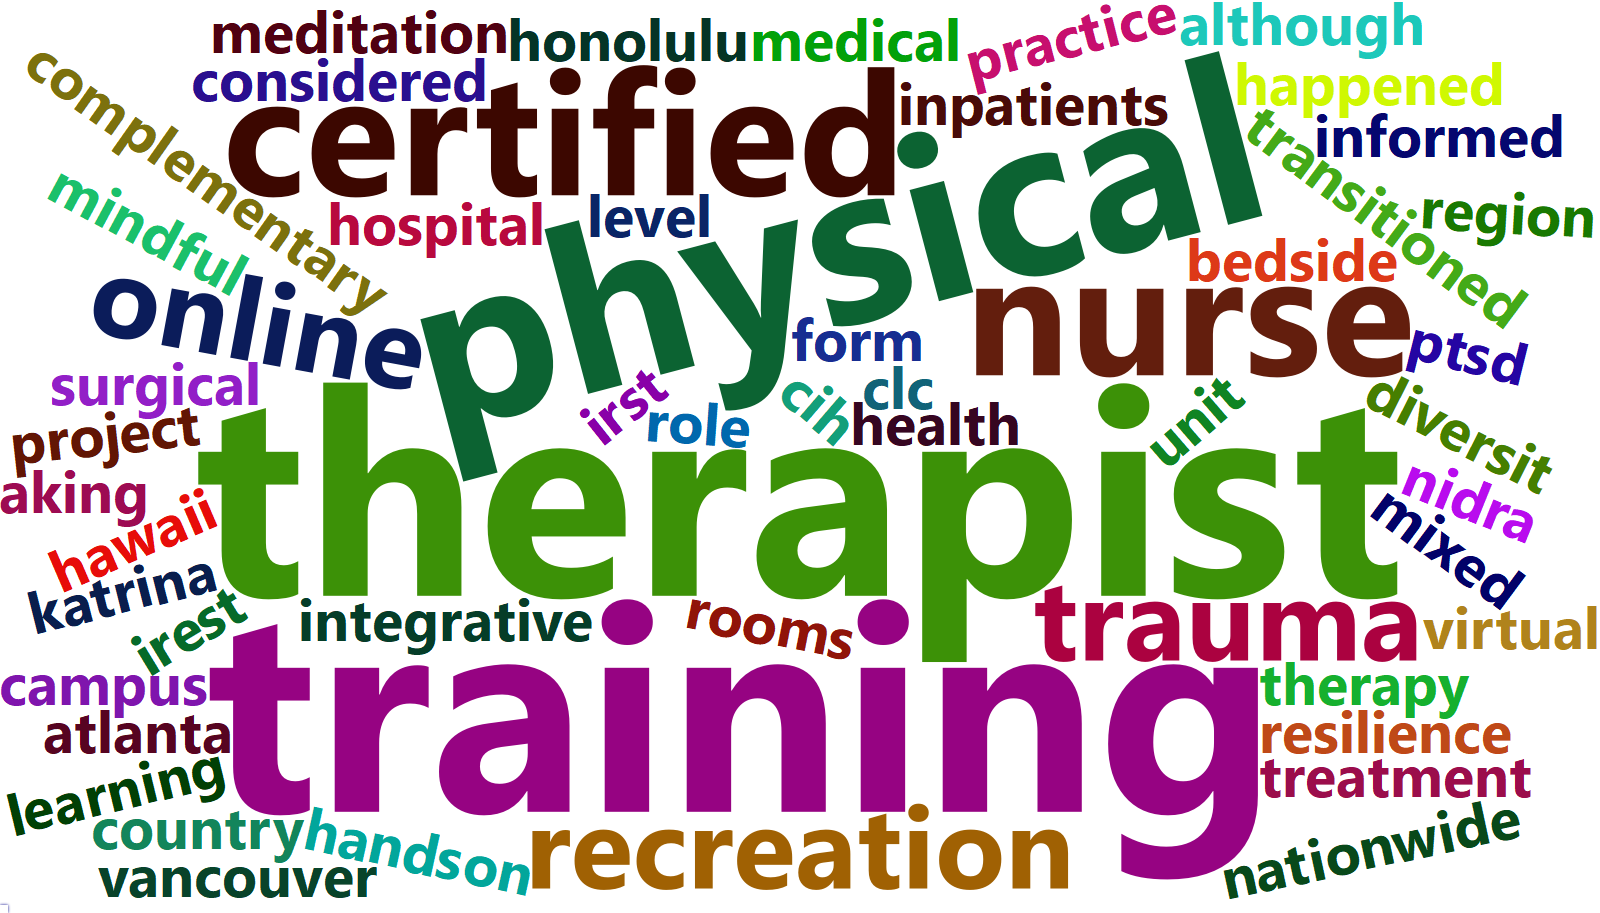 meditation
honolulu
medical
practice
although
complementary
considered
certified
inpatients
happened
transitioned
informed
mindful
hospital
level
physical
region
online
bedside
nurse
ptsd
surgical
form
irst
role
cih
clc
health
unit
diversit
project
aking
therapist
nidra
mixed
hawaii
katrina
irest
integrative
rooms
trauma
virtual
campus
training
therapy
atlanta
resilience
learning
treatment
country
handson
recreation
nationwide
vancouver